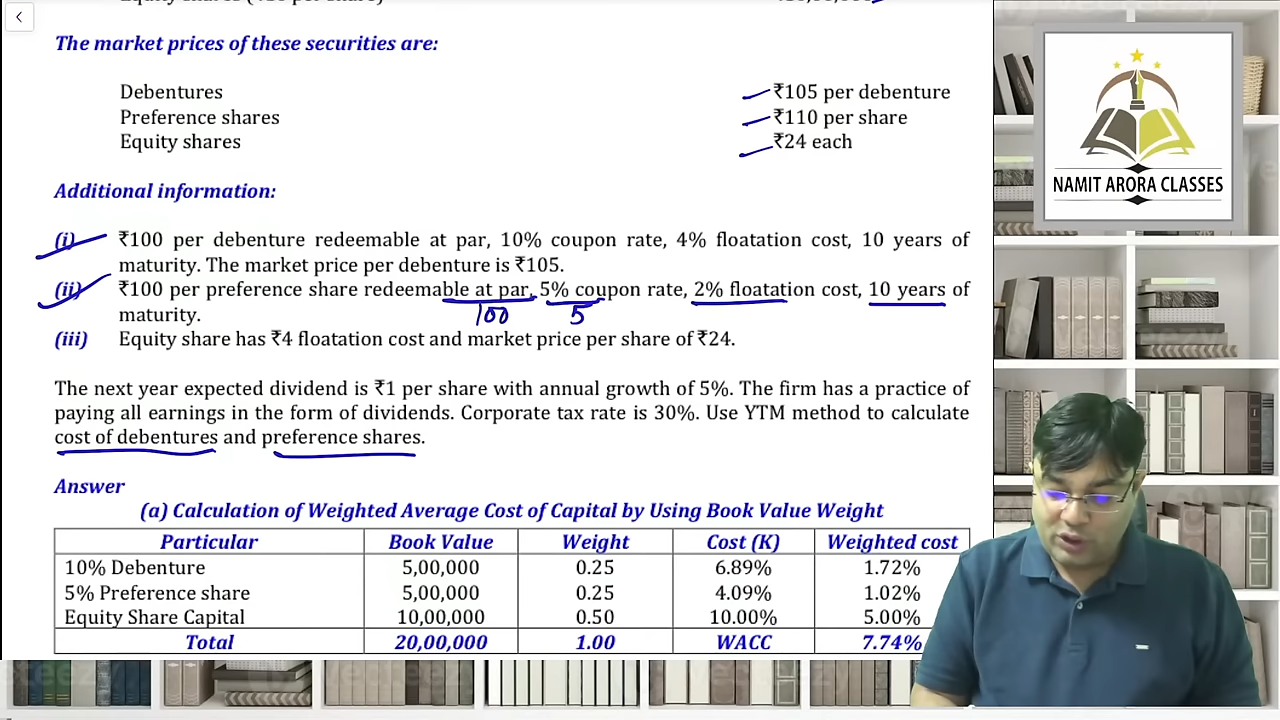 The market prices of these securities are:
Debentures ₹105 per debenture
Preference shares ₹110 per share
Equity shares ₹24 each
Additional information:
(i) ₹100 per debenture redeemable at par, 10% coupon rate, 4% floatation cost, 10 years of
maturity. The market price per debenture is ₹105.
(ii) ₹100 per preference share redeemable at par, 5% coupon rate, 2% floatation cost, 10 years of
100 5
maturity.
(iii) Equity share has ₹4 floatation cost and market price per share of ₹24.
The next year expected dividend is ₹1 per share with annual growth of 5%. The firm has a practice of
paying all earnings in the form of dividends. Corporate tax rate is 30%. Use YTM method to calculate
cost of debentures and preference shares.
Answer
(a) Calculation of Weighted Average Cost of Capital by Using Book Value Weight
Particular Book Value Weight Cost (K) Weighted cost
10% Debenture 5,00,000 0.25 6.89% 1.72%
5% Preference share 5,00,000 0.25 4.09% 1.02%
Equity Share Capital 10,00,000 0.50 10.00% 5.00%
Total 20,00,000 1.00 WACC 7.74%
NAMIT ARORA CLASSES